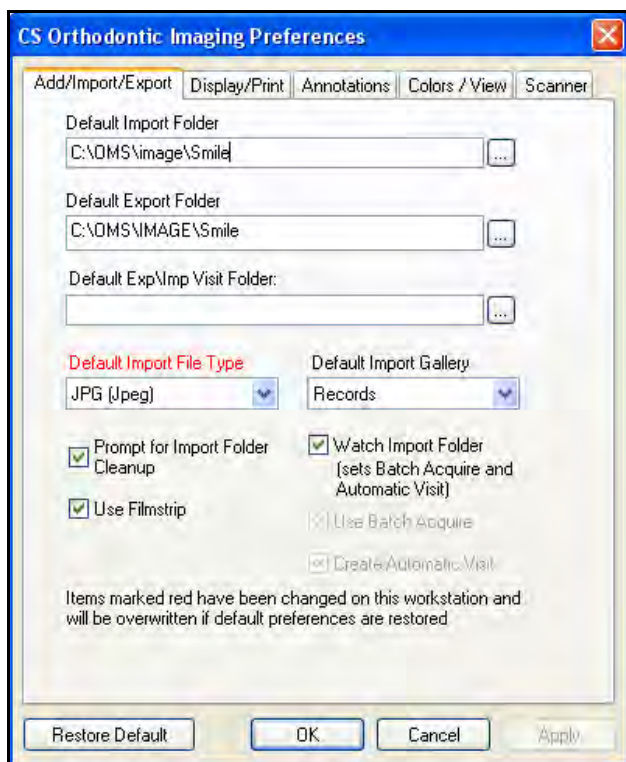 CS Orthodontic Imaging Preferences
Add/Import/Export Display/Print Annotations Colors / View Scanner
Default Import Folder
C:\OMS\image\Smile
...
Default Export Folder
C:\OMS\IMAGE\Smile
...
Default Exp\Imp Visit Folder:
...
Default Import File Type
JPG (Jpeg)
Default Import Gallery
Records
Prompt for Import Folder
Cleanup
Use Filmstrip
Watch Import Folder
(sets Batch Acquire and
Automatic Visit)
Use Batch Acquire
Create Automatic Visit
Items marked red have been changed on this workstation and
will be overwritten if default preferences are restored
Restore Default OK Cancel Apply